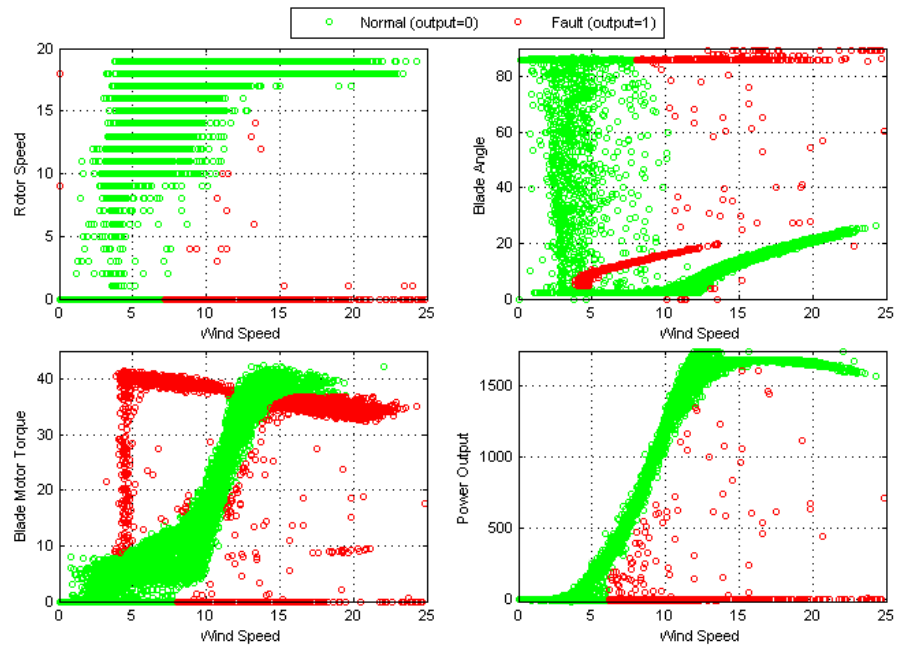 Normal (output=0) Fault (output=1)
20
15
10
5
0
Rotor Speed
0 5 10 15 20 25
Wind Speed
80
60
40
20
0
Blade Angle
0 5 10 15 20 25
Wind Speed
40
30
20
10
0
Blade Motor Torque
0 5 10 15 20 25
Wind Speed
1500
1000
500
0
Power Output
0 5 10 15 20 25
Wind Speed